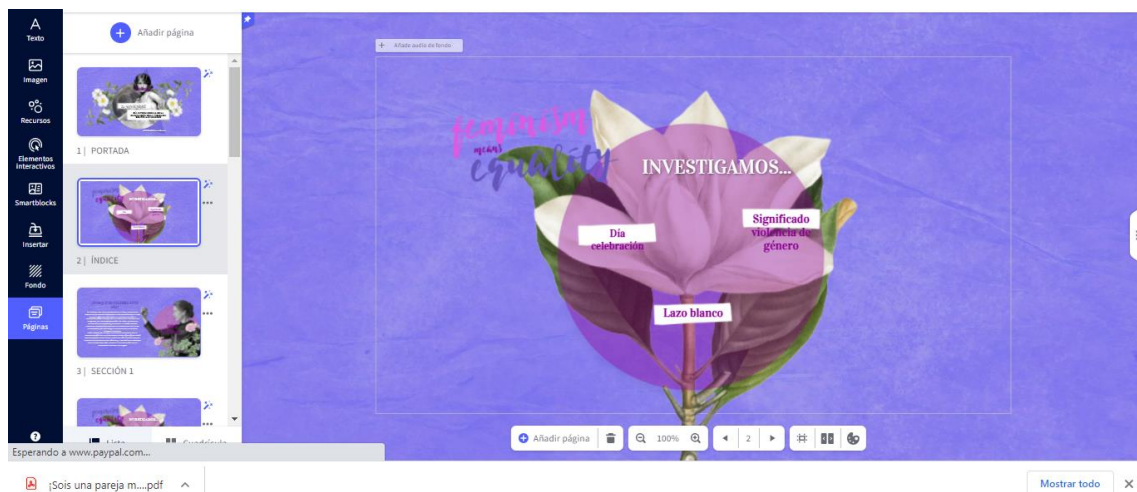 Texto
Imagen
Recursos
Elementos
Interactivos
Smartblocks
Insertar
Fondo
Páginas
Añadir página
1 | PORTADA
2 | ÍNDICE
3 | SECCIÓN 1
Lista
Cuadrícula
Esperando a www.paypal.com...
Añadir audio de fondo
feminism
means
equality
INVESTIGAMOS...
Día
celebración
Significado
violencia de
género
Lazo blanco
Añadir página
100%
2
¡Sois una pareja m....pdf
Mostrar todo